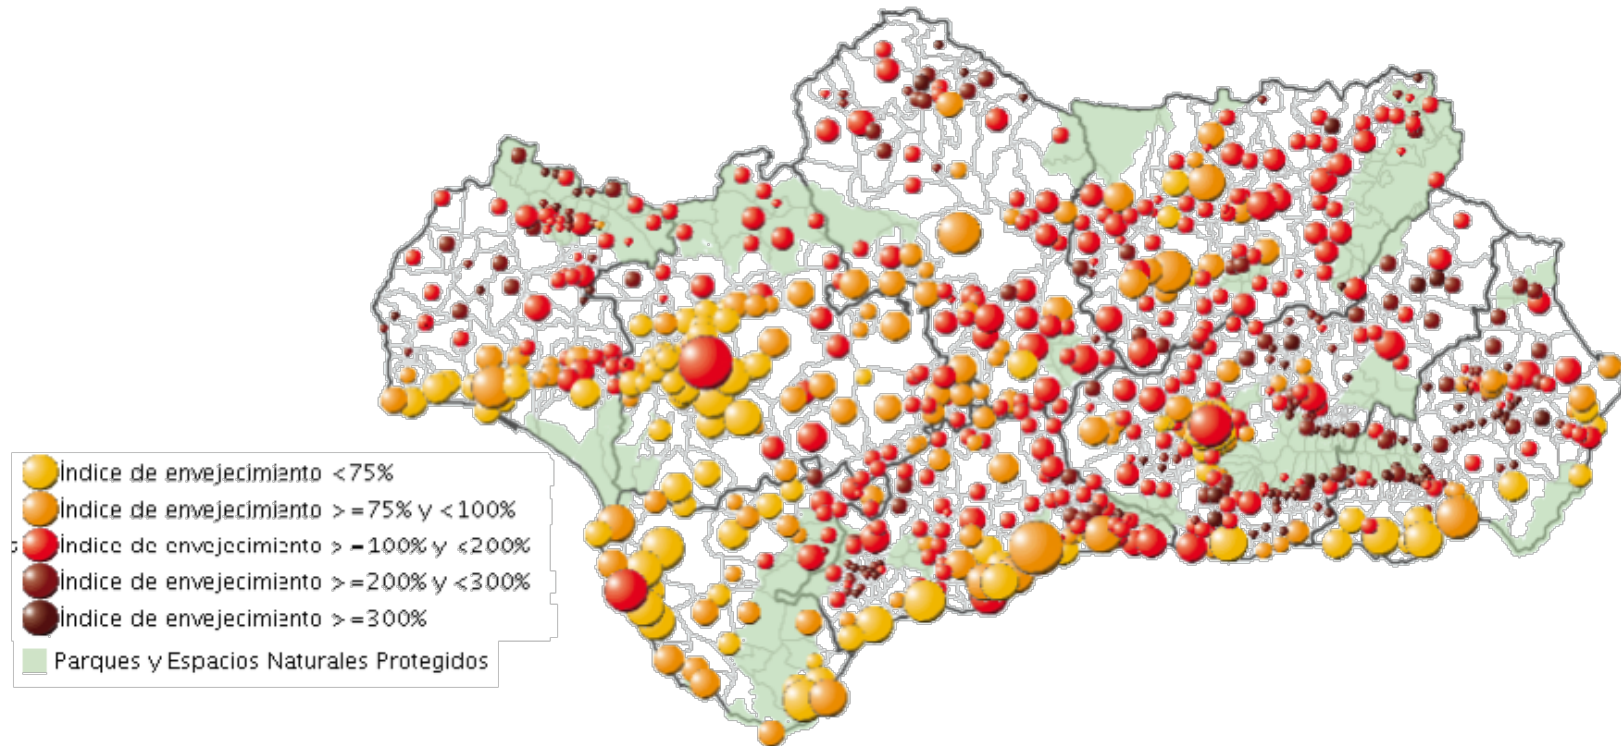 Índice de envejecimiento <75%
Índice de envejecimiento >=75% y <100%
Índice de envejecimiento >=100% y <200%
Índice de envejecimiento >=200% y <300%
Índice de envejecimiento >=300%
Parques y Espacios Naturales Protegidos